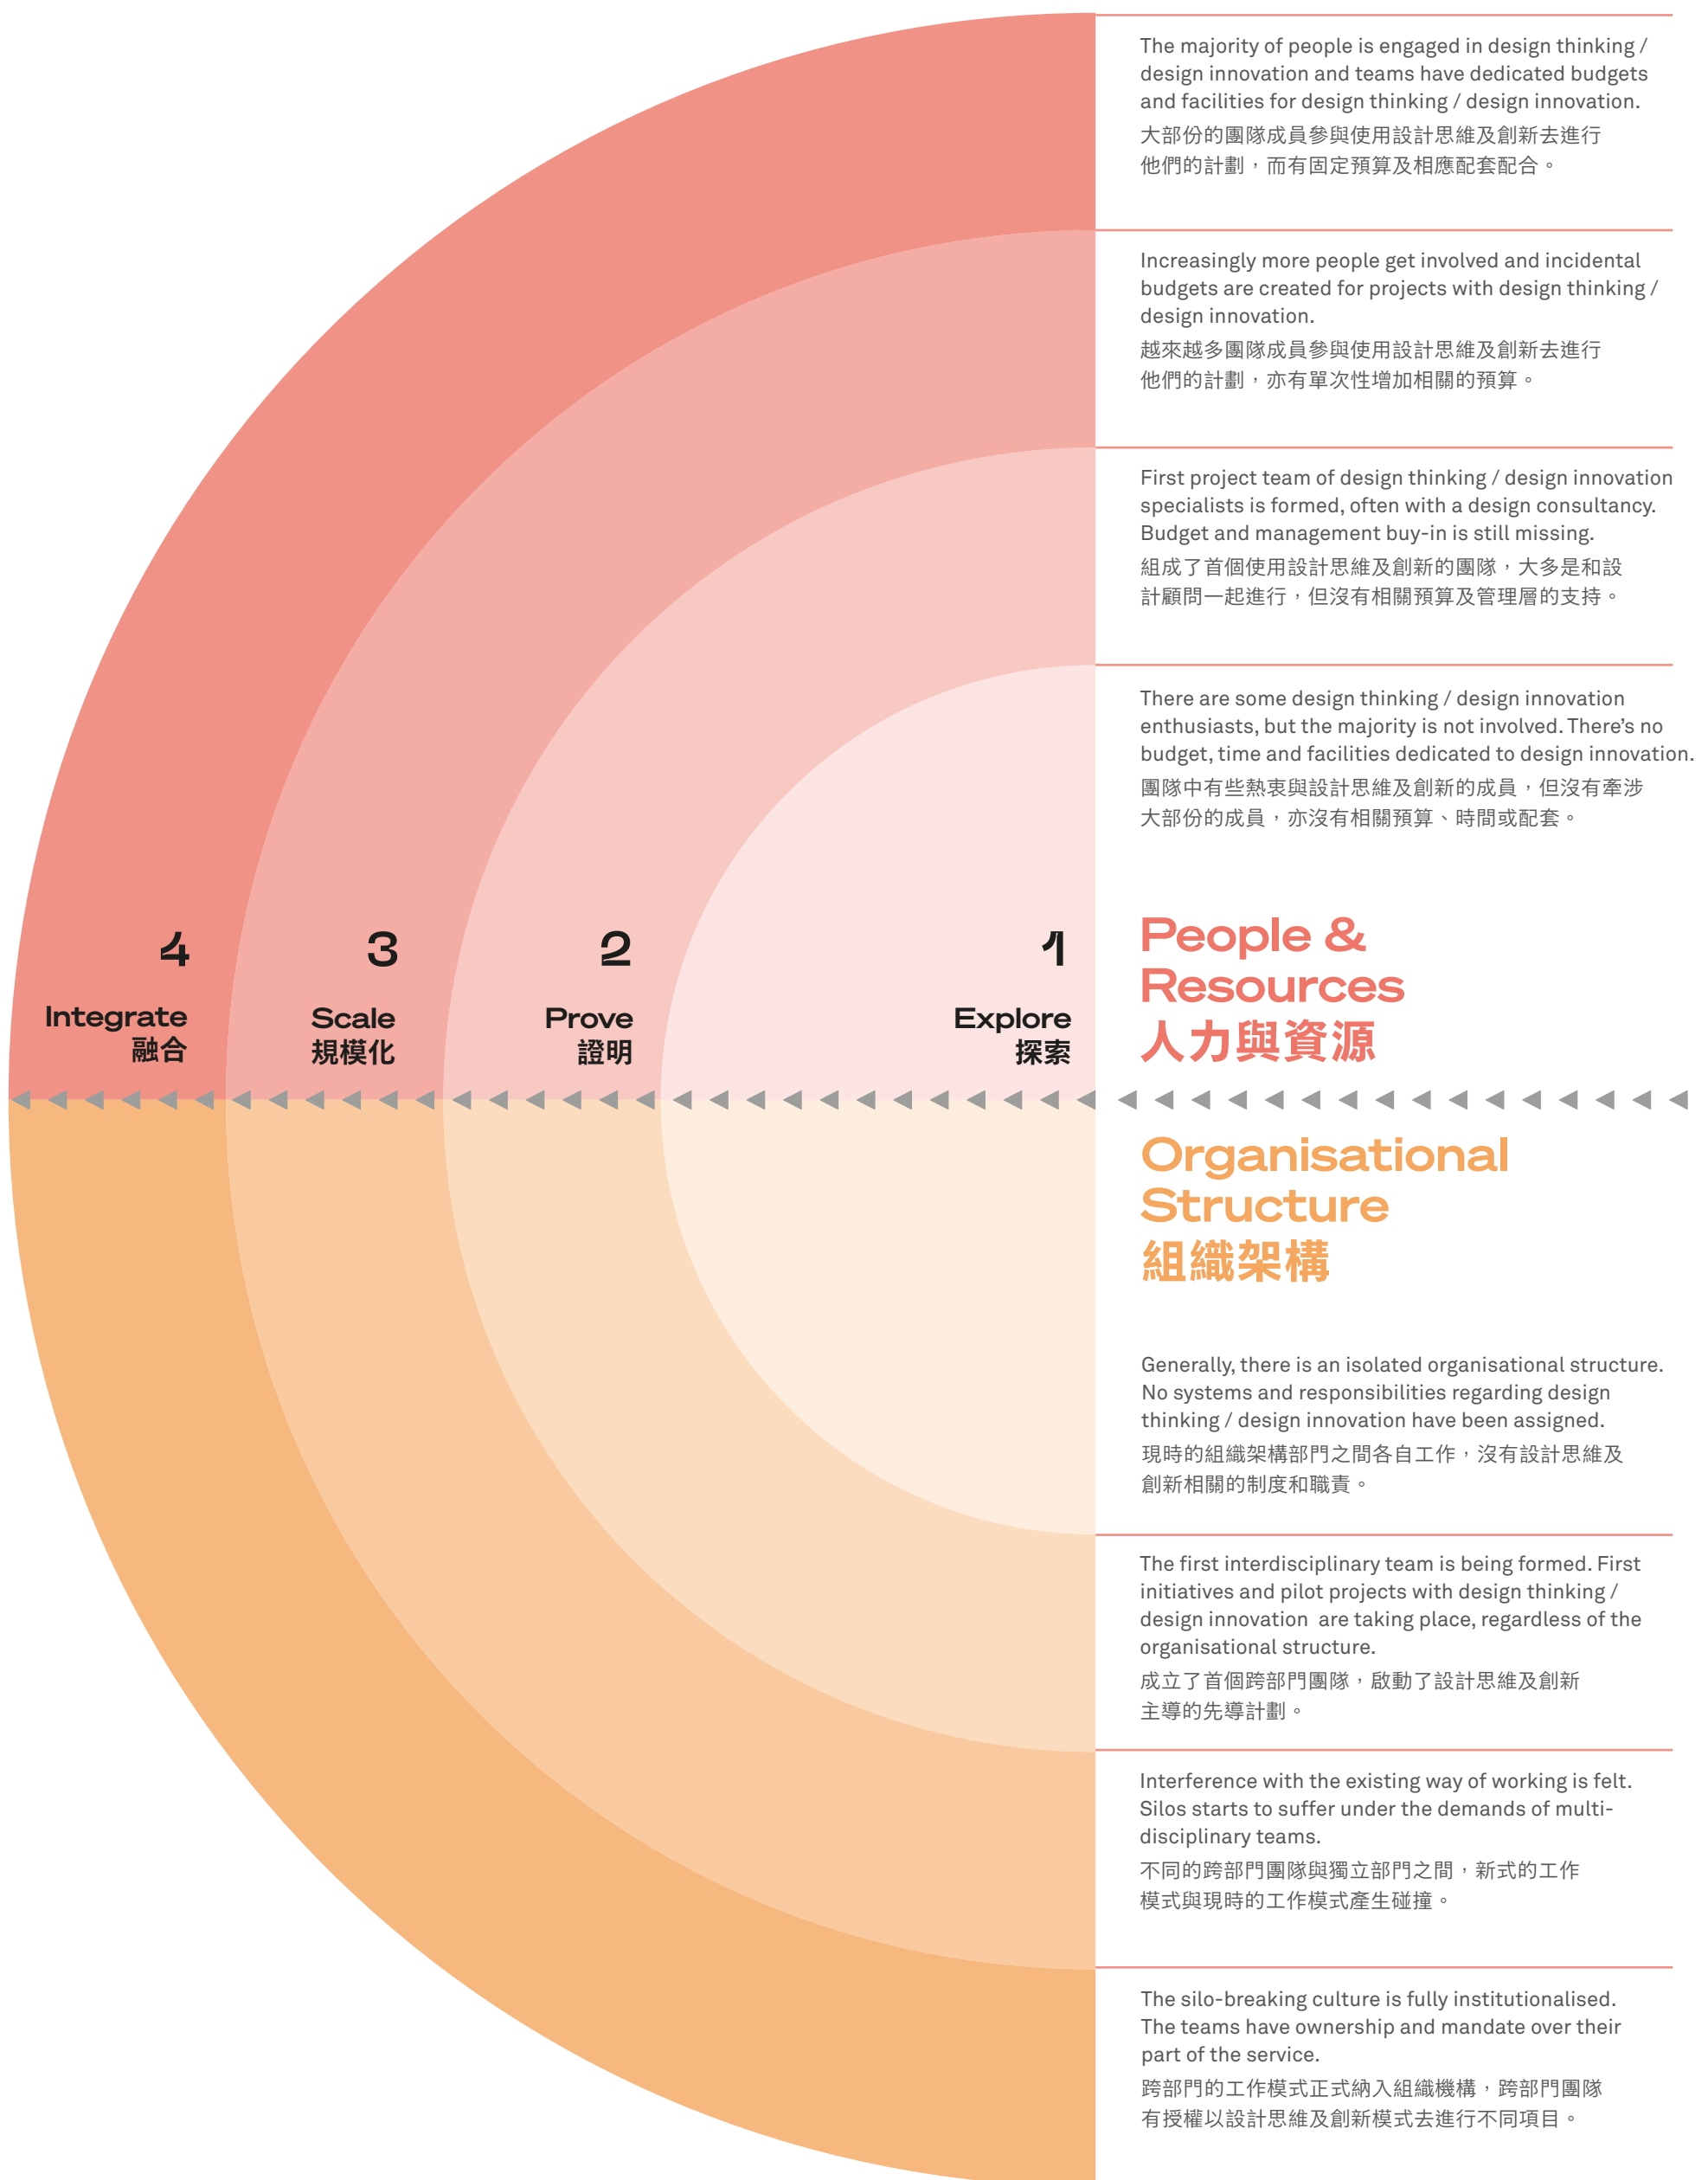 The majority of people is engaged in design thinking /
design innovation and teams have dedicated budgets
and facilities for design thinking / design innovation.
大部份的團隊成員參與使用設計思維及創新去進行
他們的計劃，而有固定預算及相應配套配合。
Increasingly more people get involved and incidental
budgets are created for projects with design thinking /
design innovation.
越來越多團隊成員參與使用設計思維及創新去進行
他們的計劃，亦有單次性增加相關的預算。
First project team of design thinking / design innovation
specialists is formed, often with a design consultancy.
Budget and management buy-in is still missing.
組成了首個使用設計思維及創新的團隊，大多是和設
計顧問一起進行，但沒有相關預算及管理層的支持。
There are some design thinking / design innovation
enthusiasts, but the majority is not involved. There’s no
budget, time and facilities dedicated to design innovation.
團隊中有些熱衷與設計思維及創新的成員，但沒有牽涉
大部份的成員，亦沒有相關預算、時間或配套。
4
Integrate
融合
3
Scale
規模化
2
Prove
證明
1
Explore
探索
People &
Resources
人力與資源
Organisational
Structure
組織架構
Generally, there is an isolated organisational structure.
No systems and responsibilities regarding design
thinking / design innovation have been assigned.
現時的組織架構部門之間各自工作，沒有設計思維及
創新相關的制度和職責。
The first interdisciplinary team is being formed. First
initiatives and pilot projects with design thinking /
design innovation  are taking place, regardless of the
organisational structure.
成立了首個跨部門團隊，啟動了設計思維及創新
主導的先導計劃。
Interference with the existing way of working is felt.
Silos starts to suffer under the demands of multi-
disciplinary teams.
不同的跨部門團隊與獨立部門之間，新式的工作
模式與現時的工作模式產生碰撞。
The silo-breaking culture is fully institutionalised.
The teams have ownership and mandate over their
part of the service.
跨部門的工作模式正式納入組織機構，跨部門團隊
有授權以設計思維及創新模式去進行不同項目。